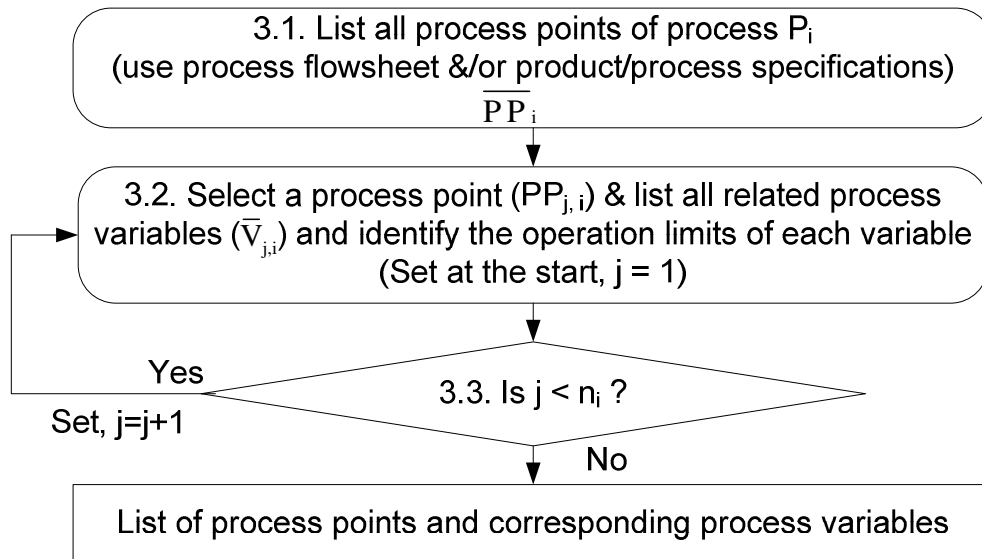 3.1. List all process points of process Pᵢ
(use process flowsheet &/or product/process specifications)
P̅P̅ᵢ
3.2. Select a process point (PPⱼ, ᵢ) & list all related process
variables (V̅ⱼ,ᵢ) and identify the operation limits of each variable
(Set at the start, j = 1)
Yes
3.3. Is j < nᵢ ?
Set, j=j+1
No
List of process points and corresponding process variables